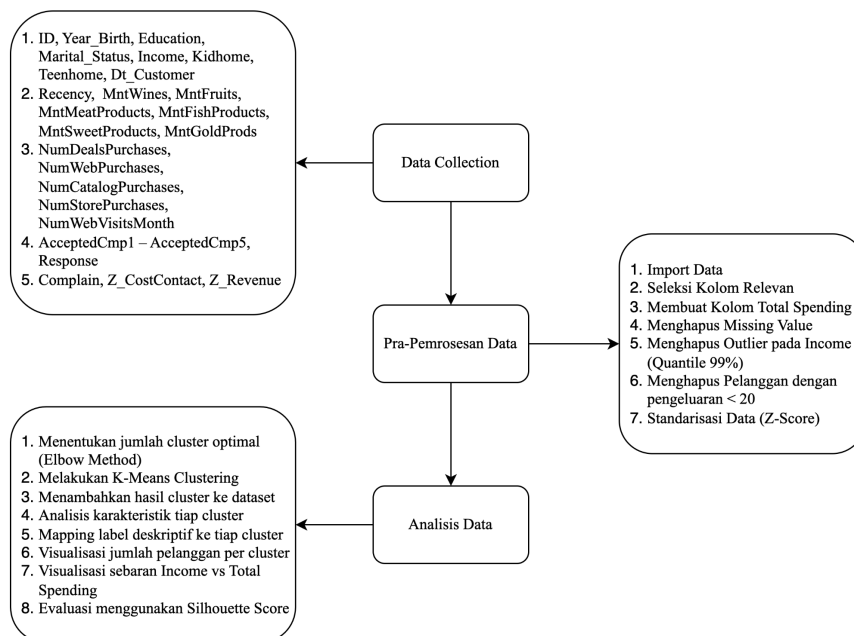 1. ID, Year_Birth, Education,
Marital_Status, Income, Kidhome,
Teenhome, Dt_Customer
2. Recency, MntWines, MntFruits,
MntMeatProducts, MntFishProducts,
MntSweetProducts, MntGoldProds
3. NumDealsPurchases,
NumWebPurchases,
NumCatalogPurchases,
NumStorePurchases,
NumWebVisitsMonth
4. AcceptedCmp1 – AcceptedCmp5,
Response
5. Complain, Z_CostContact, Z_Revenue
Data Collection
Pra-Pemrosesan Data
1. Import Data
2. Seleksi Kolom Relevan
3. Membuat Kolom Total Spending
4. Menghapus Missing Value
5. Menghapus Outlier pada Income
(Quantile 99%)
6. Menghapus Pelanggan dengan
pengeluaran < 20
7. Standarisasi Data (Z-Score)
1. Menentukan jumlah cluster optimal
(Elbow Method)
2. Melakukan K-Means Clustering
3. Menambahkan hasil cluster ke dataset
4. Analisis karakteristik tiap cluster
5. Mapping label deskriptif ke tiap cluster
6. Visualisasi jumlah pelanggan per cluster
7. Visualisasi sebaran Income vs Total
Spending
8. Evaluasi menggunakan Silhouette Score
Analisis Data